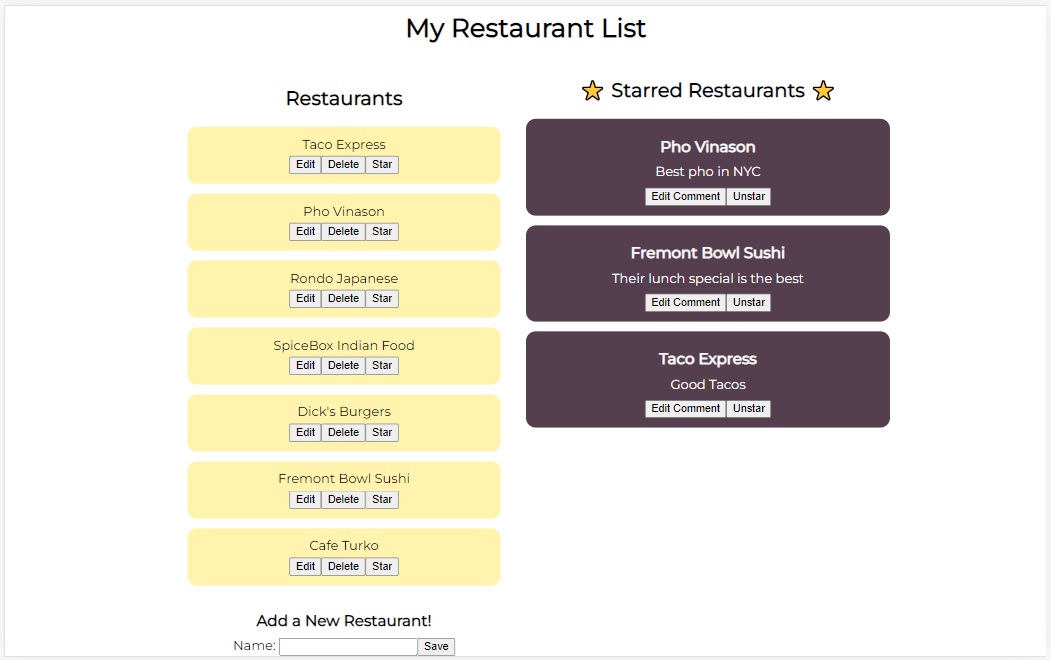 My Restaurant List
Restaurants
Taco Express
Edit Delete Star
Pho Vinason
Edit Delete Star
Rondo Japanese
Edit Delete Star
SpiceBox Indian Food
Edit Delete Star
Dick's Burgers
Edit Delete Star
Fremont Bowl Sushi
Edit Delete Star
Cafe Turko
Edit Delete Star
Add a New Restaurant!
Name: Save
Starred Restaurants
Pho Vinason
Best pho in NYC
Edit Comment Unstar
Fremont Bowl Sushi
Their lunch special is the best
Edit Comment Unstar
Taco Express
Good Tacos
Edit Comment Unstar